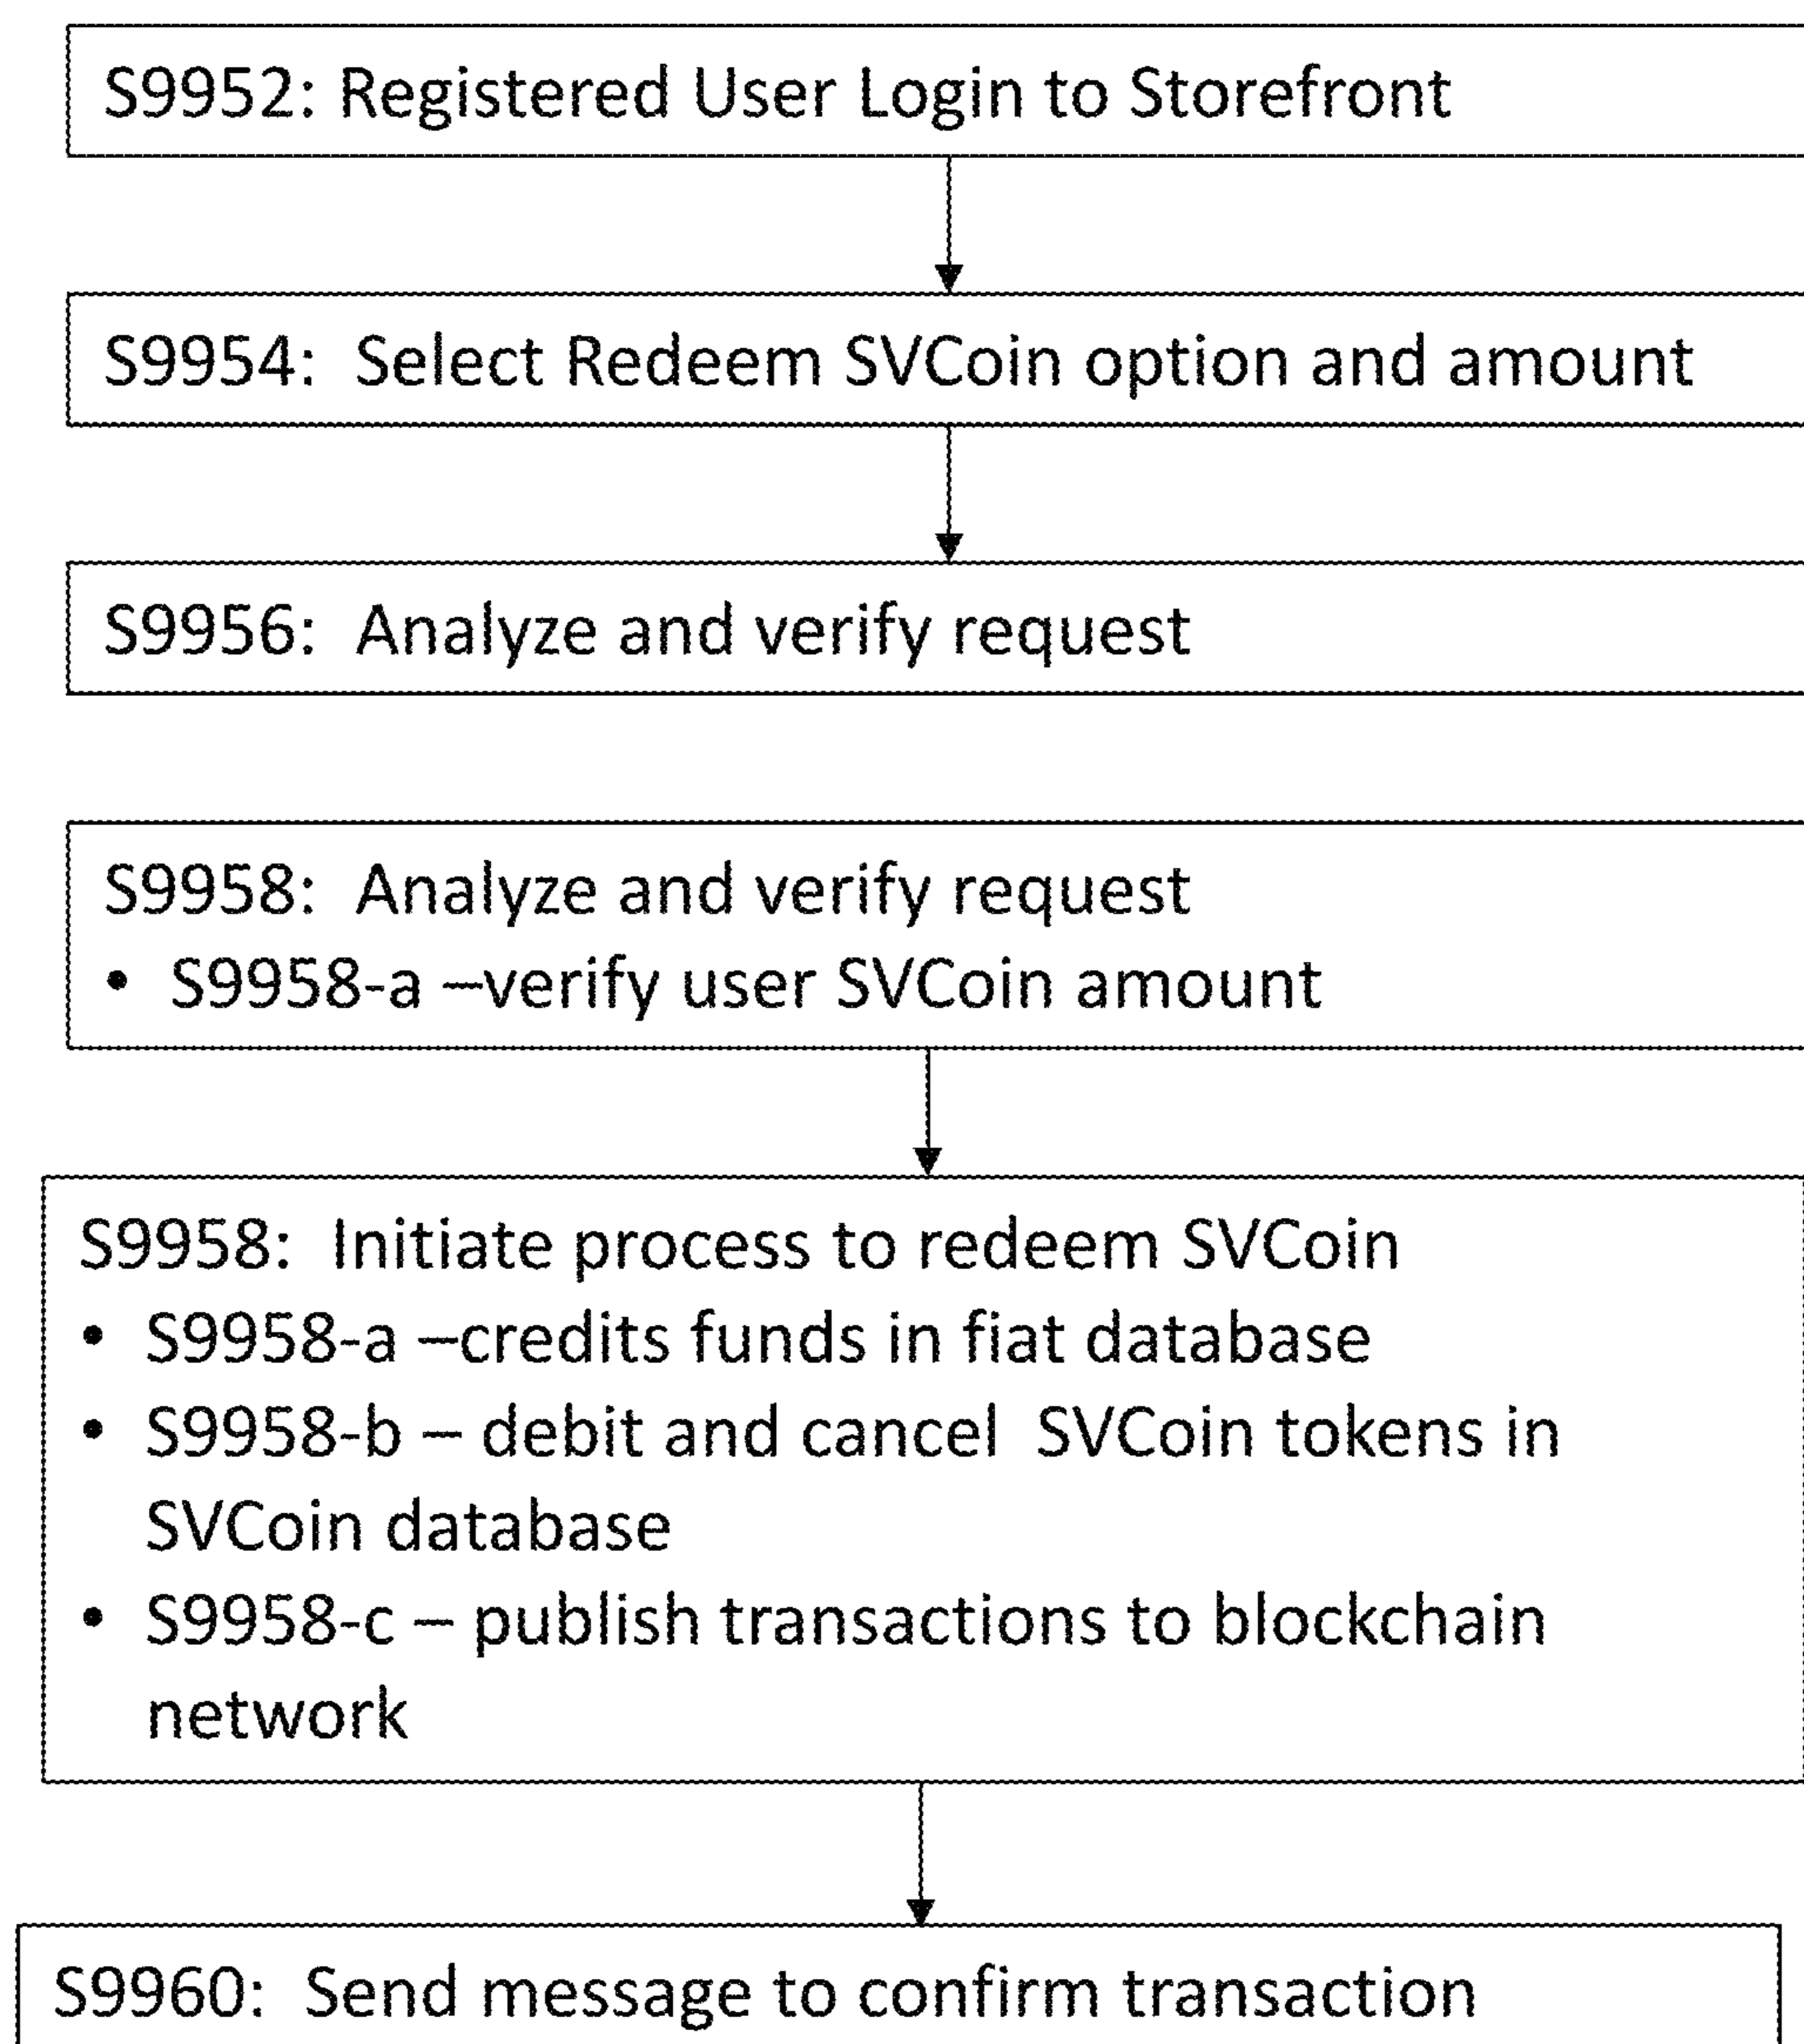 S9952: Registered User Login to Storefront
S9954: Select Redeem SVCoin option and amount
S9956: Analyze and verify request
S9958: Analyze and verify request
• S9958-a –verify user SVCoin amount
S9958: Initiate process to redeem SVCoin
• S9958-a –credits funds in fiat database
• S9958-b – debit and cancel SVCoin tokens in
SVCoin database
• S9958-c – publish transactions to blockchain
network
S9960: Send message to confirm transaction